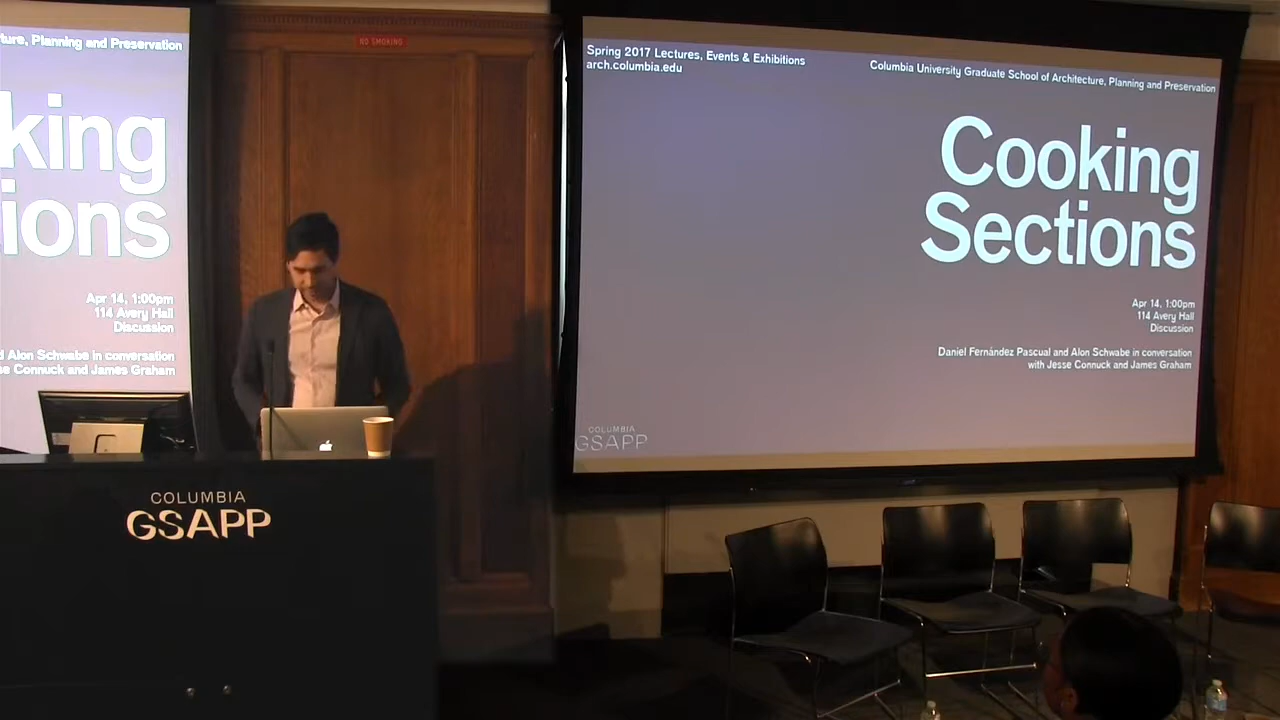 ture, Planning and Preservation
king
ions
Apr 14, 1:00pm
114 Avery Hall
Discussion
d Alon Schwabe in conversation
se Connuck and James Graham
NO SMOKING
Spring 2017 Lectures, Events & Exhibitions
arch.columbia.edu
Columbia University Graduate School of Architecture, Planning and Preservation
Cooking
Sections
Apr 14, 1:00pm
114 Avery Hall
Discussion
Daniel Fernández Pascual and Alon Schwabe in conversation
with Jesse Connuck and James Graham
COLUMBIA
GSAPP
COLUMBIA
GSAPP